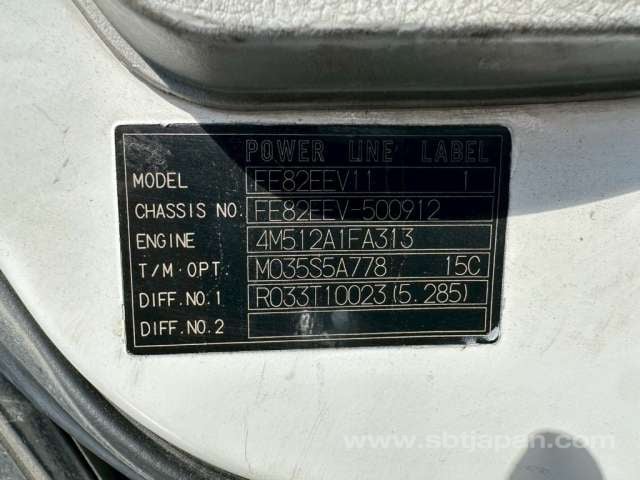 POWER LINE LABEL
MODEL FE82EEV11 1
CHASSIS NO. FE82EEV-500912
ENGINE 4M512A1FA313
T/M·OPT. M035S5A778 15C
DIFF.NO.1 R033T10023(5.285)
DIFF.NO.2
www.sbtjapan.com